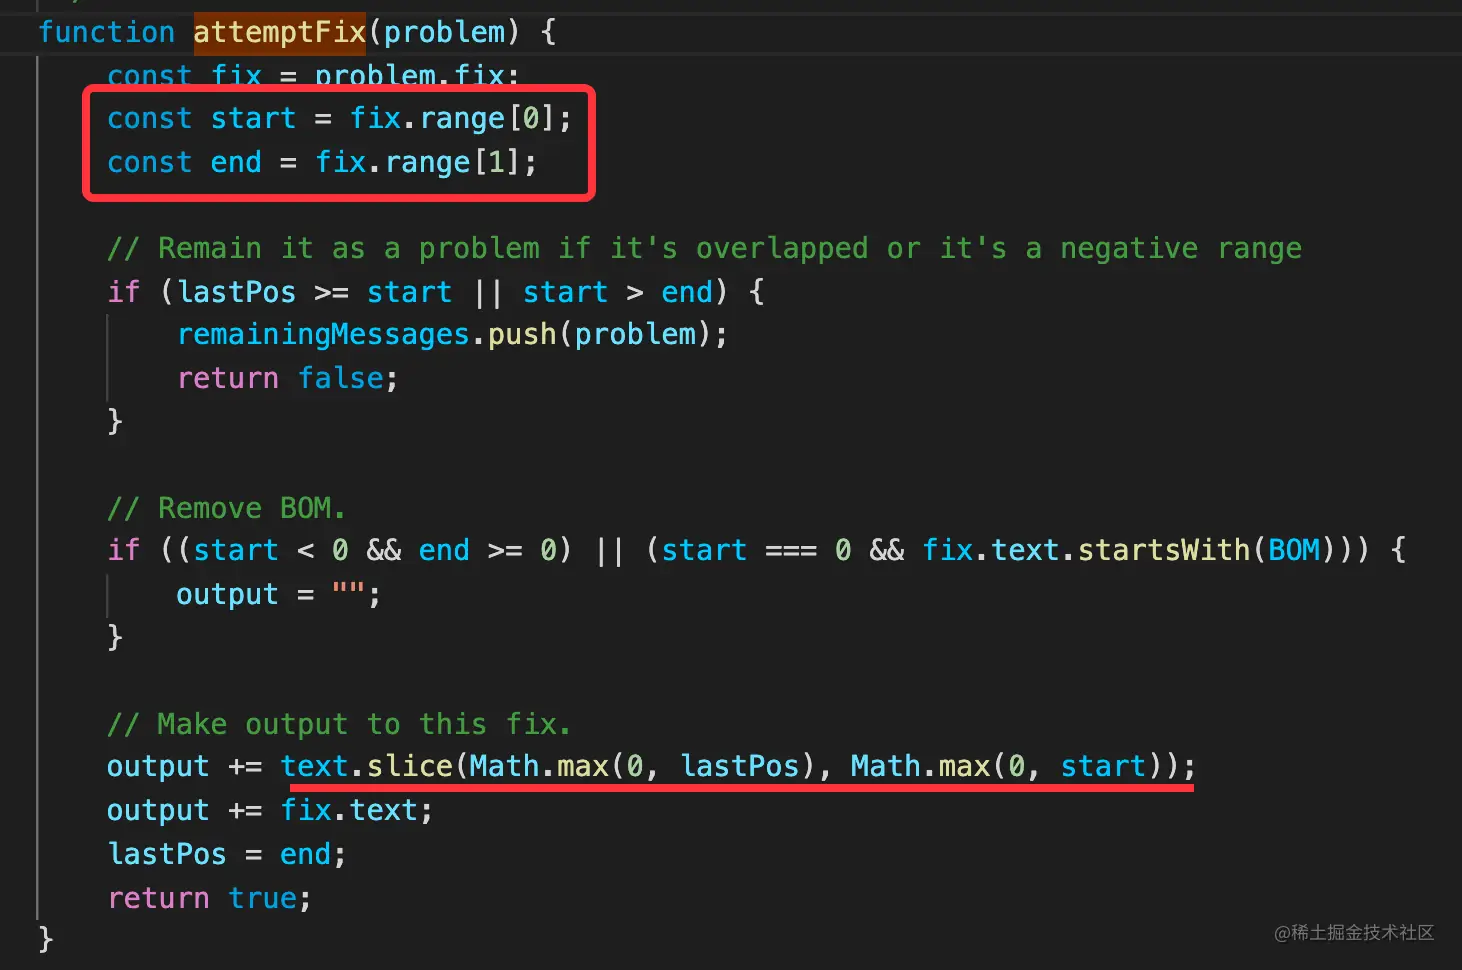 function attemptFix(problem) {
const fix = problem.fix;
const start = fix.range[0];
const end = fix.range[1];
// Remain it as a problem if it's overlapped or it's a negative range
if (lastPos >= start || start > end) {
remainingMessages.push(problem);
return false;
}
// Remove BOM.
if ((start < 0 && end >= 0) || (start === 0 && fix.text.startsWith(BOM))) {
output = "";
}
// Make output to this fix.
output += text.slice(Math.max(0, lastPos), Math.max(0, start));
output += fix.text;
lastPos = end;
return true;
}
@稀土掘金技术社区